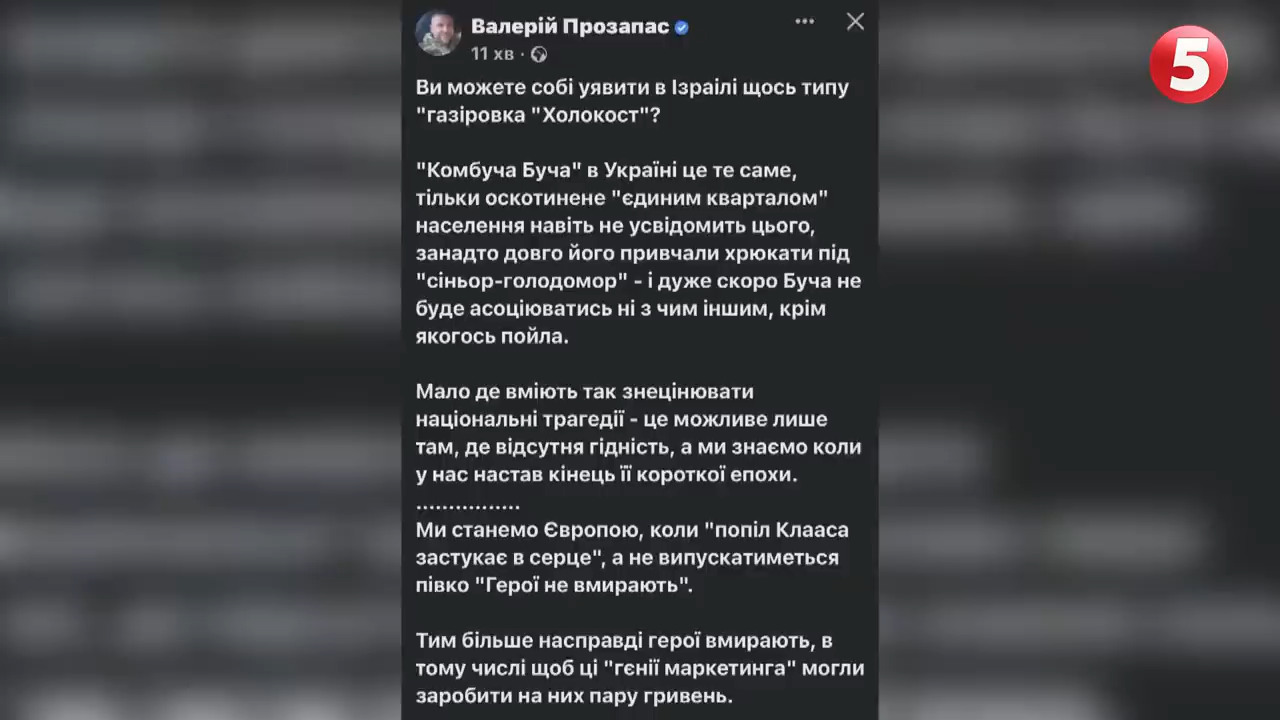 Валерій Прозапас
11 хв ·
5
Ви можете собі уявити в Ізраілі щось типу
"газіровка "Холокост"?
"Комбуча Буча" в Україні це те саме,
тільки оскотинене "єдиним кварталом"
населення навіть не усвідомить цього,
занадто довго його привчали хрюкати під
"сіньор-голодомор" - і дуже скоро Буча не
буде асоціюватись ні з чим іншим, крім
якогось пойла.
Мало де вміють так знецінювати
національні трагедії - це можливе лише
там, де відсутня гідність, а ми знаємо коли
у нас настав кінець її короткої епохи.
................
Ми станемо Європою, коли "попіл Клааса
застукає в серце", а не випускатиметься
півко "Герої не вмирають".
Тим більше насправді герої вмирають, в
тому числі щоб ці "гєнії маркетинга" могли
заробити на них пару гривень.